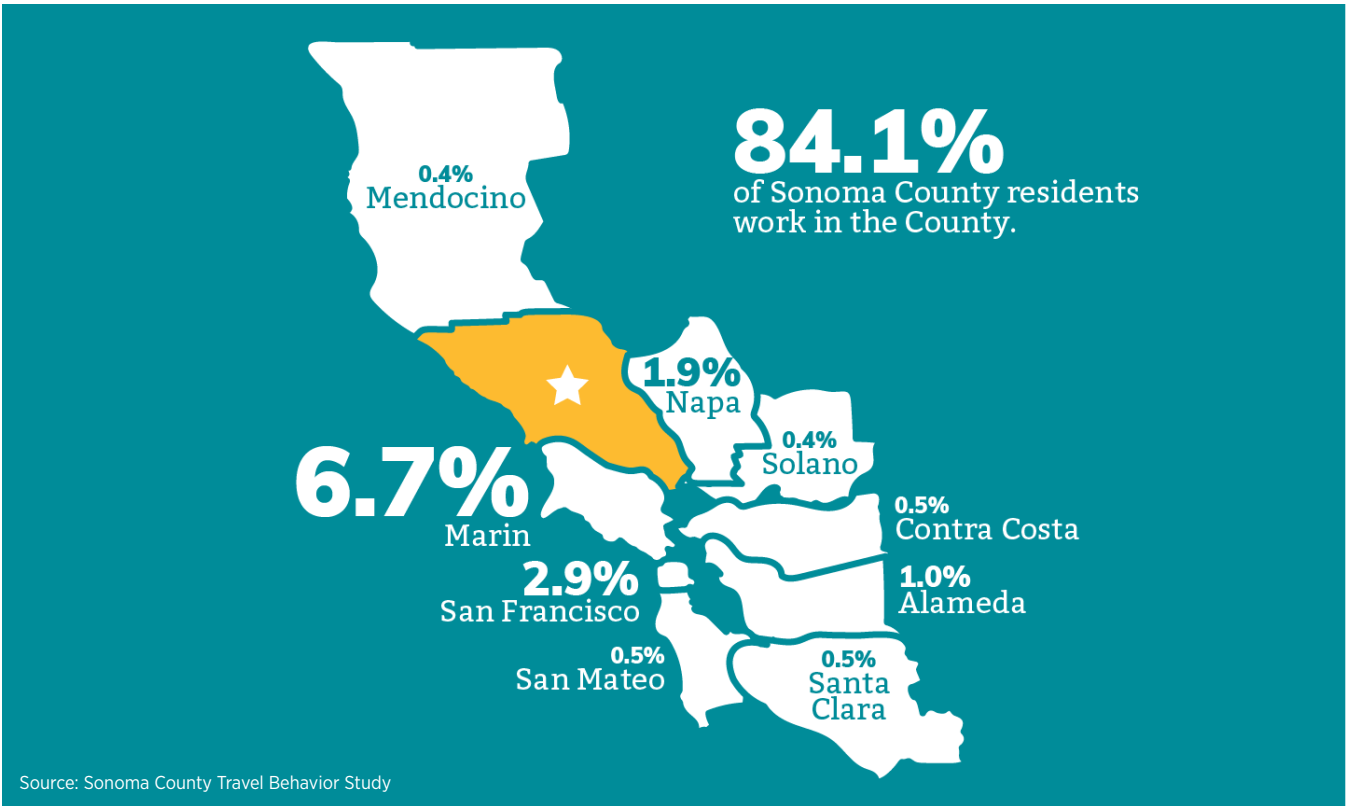 84.1%
of Sonoma County residents
work in the County.
0.4%
Mendocino
1.9%
Napa
0.4%
Solano
6.7%
Marin
0.5%
Contra Costa
2.9%
San Francisco
1.0%
Alameda
0.5%
San Mateo
0.5%
Santa
Clara
Source: Sonoma County Travel Behavior Study